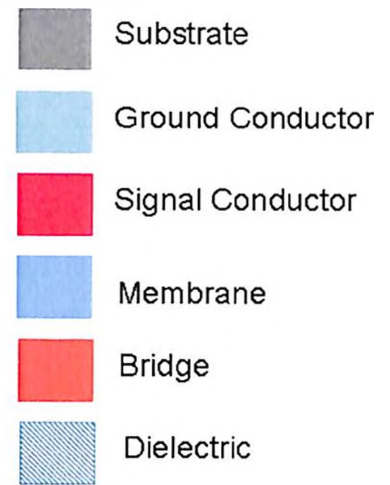 Substrate
Ground Conductor
Signal Conductor
Membrane
Bridge
Dielectric